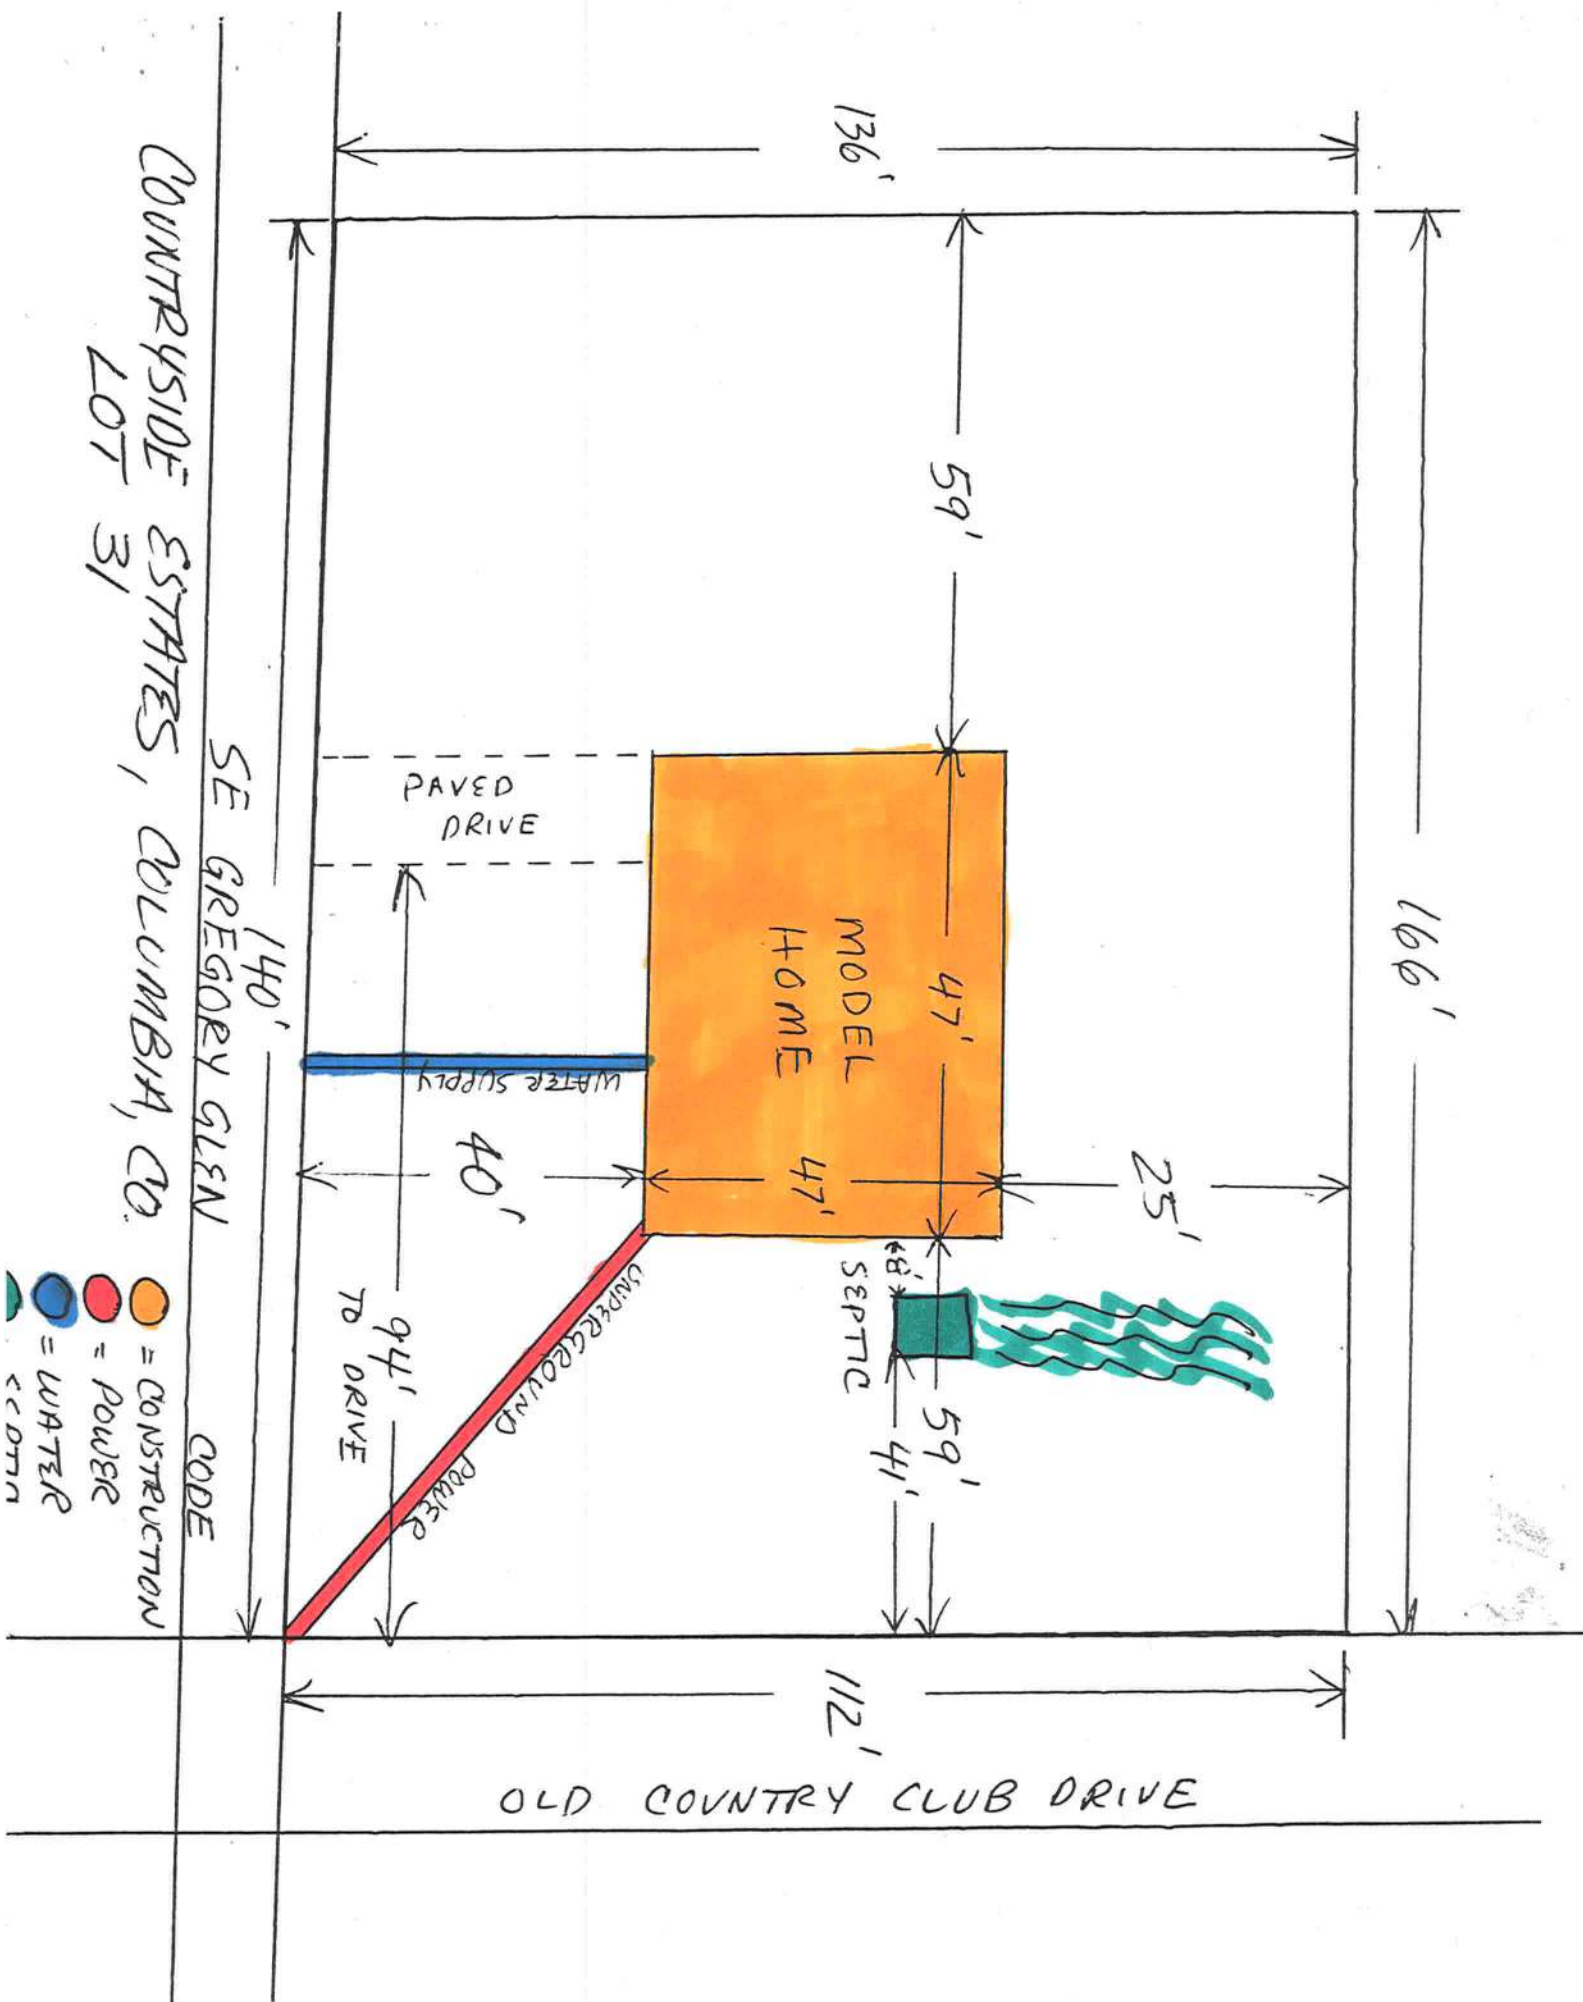 166'
136'
59'
25'
47'
MODEL
HOME
47'
8'
SEPTIC
59'
41'
112'
OLD COUNTRY CLUB DRIVE
PAVED
DRIVE
WATER SUPPLY
40'
UNDERGROUND POWER
94'
TO DRIVE
140'
SE GREGORY GLEN
COUNTRYSIDE ESTATES, COLUMBIA, CO.
LOT 31
CODE
= CONSTRUCTION
= POWER
= WATER